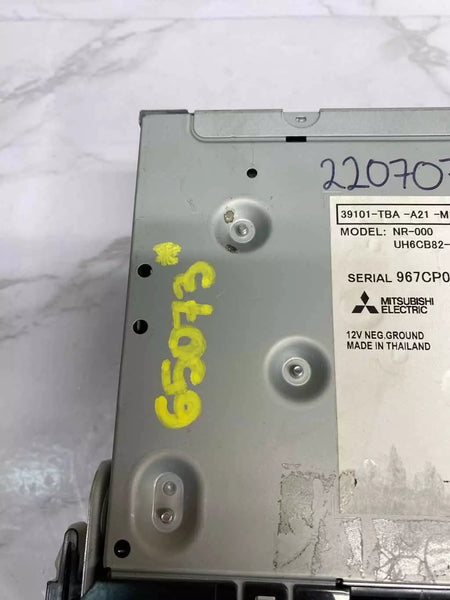 220707
39101-TBA -A21 -M
MODEL: NR-000
UH6CB82-
SERIAL 967CP0
MITSUBISHI
ELECTRIC
12V NEG.GROUND
MADE IN THAILAND
65073